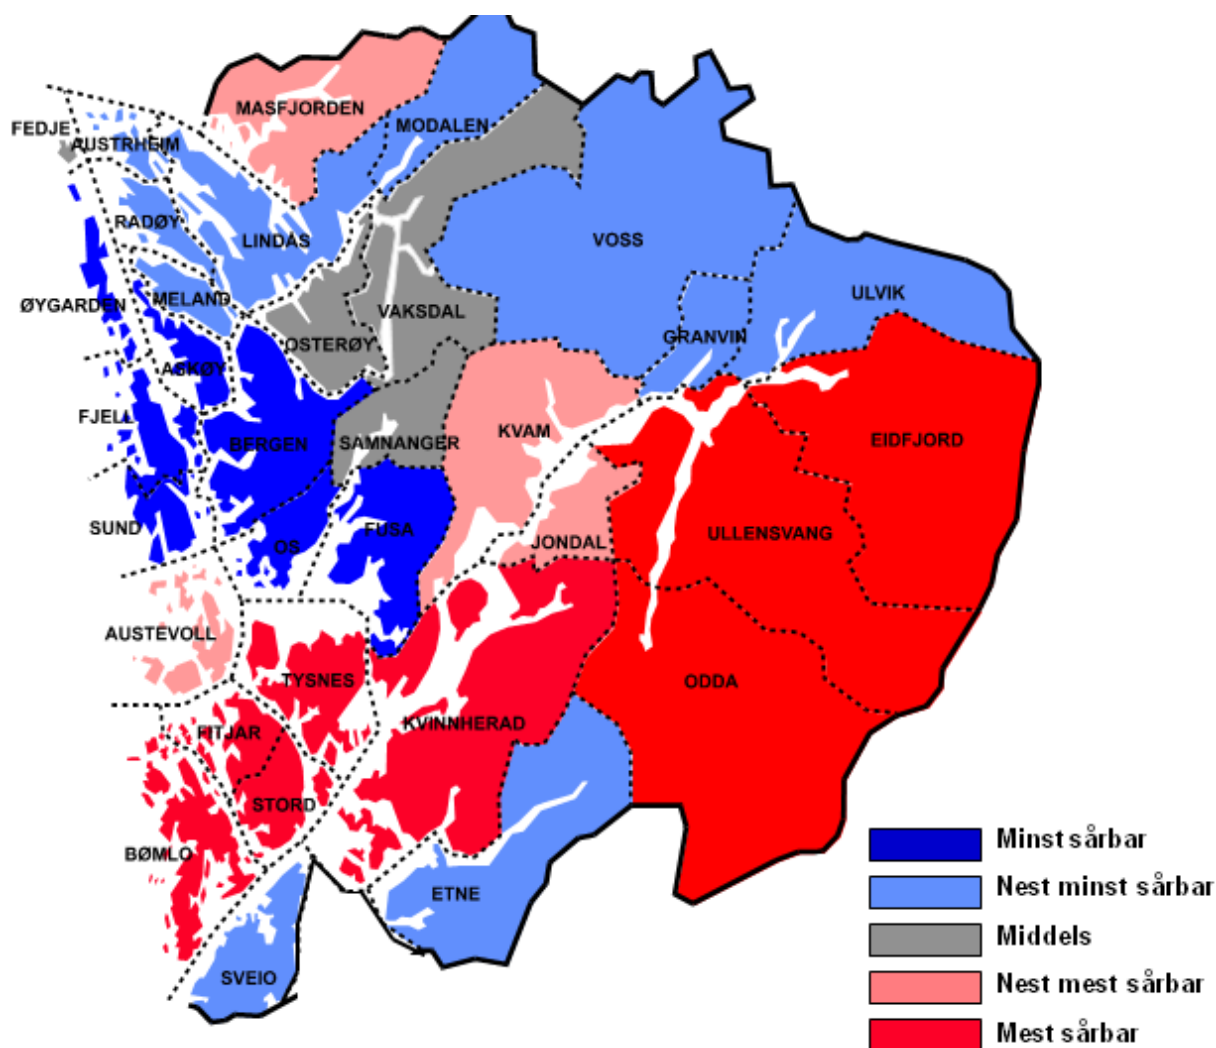 MASFJORDEN
MODALEN
FEDJE
AUSTRHEIM
RADØY
LINDÅS
VOSS
ØYGARDEN
MELAND
ULVIK
VAKSDAL
OSTERØY
GRANVIN
ASKØY
FJELL
BERGEN
SAMNANGER
KVAM
EIDFJORD
SUND
FUSA
ULLENSVANG
OS
JONDAL
AUSTEVOLL
TYSNES
ODDA
KVINNHERAD
FITJAR
STORD
BØMLO
ETNE
SVEIO
Minst sårbar
Nest minst sårbar
Middels
Nest mest sårbar
Mest sårbar